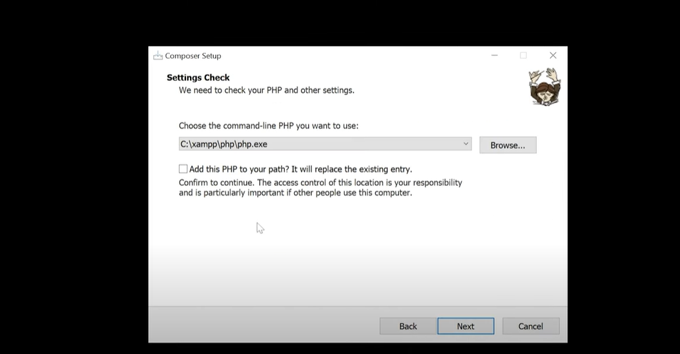 Composer Setup
Settings Check
We need to check your PHP and other settings.
Choose the command-line PHP you want to use:
C:\xampp\php\php.exe
Browse...
Add this PHP to your path? It will replace the existing entry.
Confirm to continue. The access control of this location is your responsibility
and is particularly important if other people use this computer.
Back Next Cancel